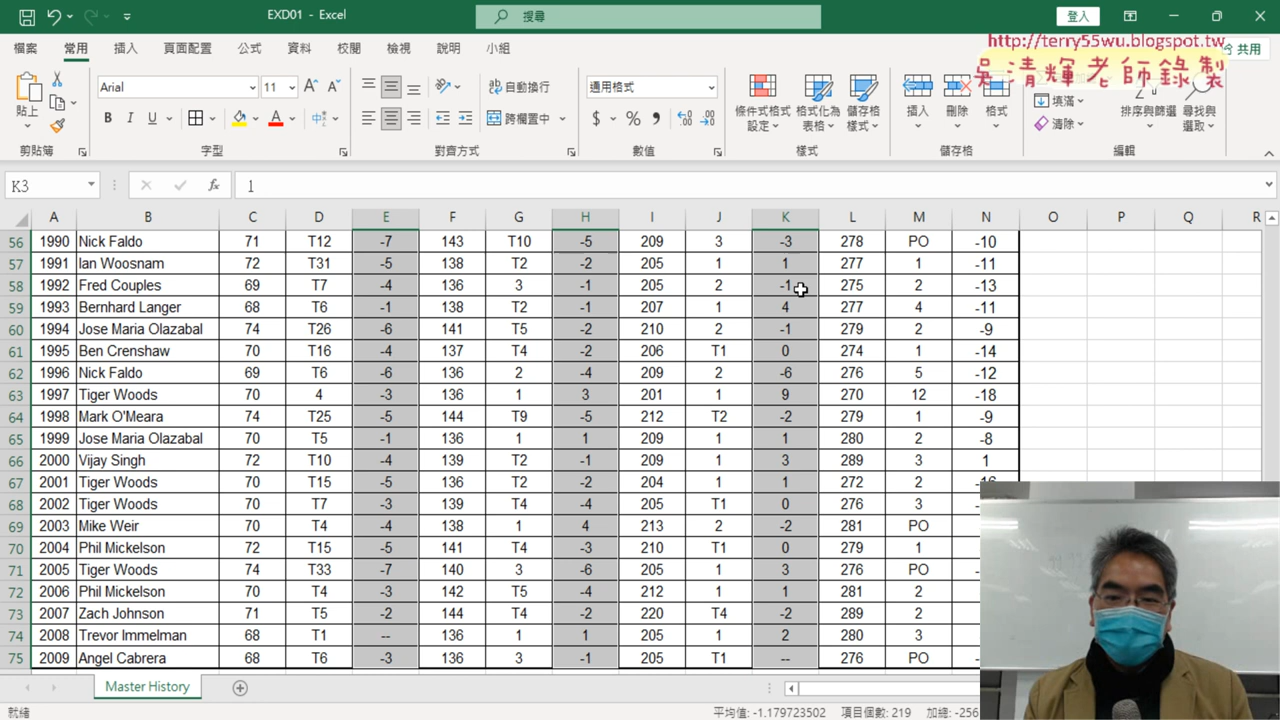 EXD01 - Excel
搜尋
登入
檔案 常用 插入 頁面配置 公式 資料 校閱 檢視 說明 小組 共用
http://terry55wu.blogspot.tw
吳清輝老師錄製
貼上 Arial 11 自動換行 通用格式 條件式格式設定 格式化為表格 儲存格樣式 插入 刪除 格式 填滿 排序與篩選 尋找與選取
B I U 跨欄置中 $ % 清除
剪貼簿 字型 對齊方式 數值 樣式 儲存格 編輯
K3 fx 1
A B C D E F G H I J K L M N O P Q R
56 1990 Nick Faldo 71 T12 -7 143 T10 -5 209 3 -3 278 PO -10
57 1991 Ian Woosnam 72 T31 -5 138 T2 -2 205 1 1 277 1 -11
58 1992 Fred Couples 69 T7 -4 136 3 -1 205 2 -1 275 2 -13
59 1993 Bernhard Langer 68 T6 -1 138 T2 -1 207 1 4 277 4 -11
60 1994 Jose Maria Olazabal 74 T26 -6 141 T5 -2 210 2 -1 279 2 -9
61 1995 Ben Crenshaw 70 T16 -4 137 T4 -2 206 T1 0 274 1 -14
62 1996 Nick Faldo 69 T6 -6 136 2 -4 205 2 -6 276 5 -12
63 1997 Tiger Woods 70 4 -3 136 1 3 201 1 9 270 12 -18
64 1998 Mark O'Meara 74 T25 -5 144 T9 -5 212 T2 -2 279 1 -9
65 1999 Jose Maria Olazabal 70 T5 -1 136 1 1 209 1 1 280 2 -8
66 2000 Vijay Singh 72 T10 -4 139 T2 -1 209 1 3 289 3 1
67 2001 Tiger Woods 70 T15 -5 136 T2 -2 204 1 1 272 2 -16
68 2002 Tiger Woods 70 T7 -3 139 T4 -4 205 T1 0 276 3
69 2003 Mike Weir 70 T4 -4 138 1 4 213 2 -2 281 PO
70 2004 Phil Mickelson 72 T15 -5 141 T4 -3 210 T1 0 279 1
71 2005 Tiger Woods 74 T33 -7 140 3 -6 205 1 3 276 PO
72 2006 Phil Mickelson 70 T4 -3 142 T5 -4 212 1 1 281 2
73 2007 Zach Johnson 71 T5 -2 144 T4 -2 220 T4 -2 289 2
74 2008 Trevor Immelman 68 T1 -- 136 1 1 205 1 2 280 3
75 2009 Angel Cabrera 68 T6 -3 136 3 -1 205 T1 -- 276 PO
Master History
就緒 平均值: -1.179723502 項目個數: 219 加總: -256